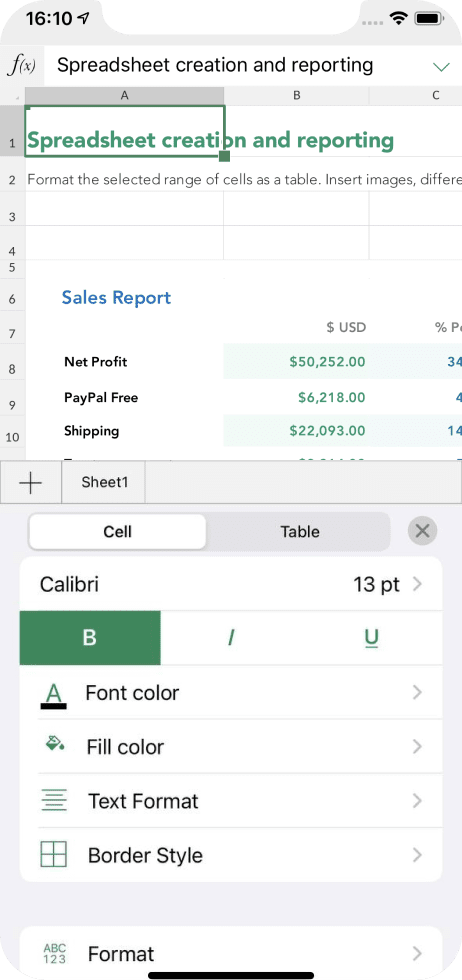 16:10
f(x) Spreadsheet creation and reporting
A B C
1 Spreadsheet creation and reporting
2 Format the selected range of cells as a table. Insert images, differe
3
4
5
6 Sales Report
7 $ USD % P
8 Net Profit $50,252.00 34
9 PayPal Free $6,218.00 4
10 Shipping $22,093.00 14
Sheet1
Cell Table
Calibri 13 pt
B I U
A Font color
Fill color
Text Format
Border Style
ABC
123 Format